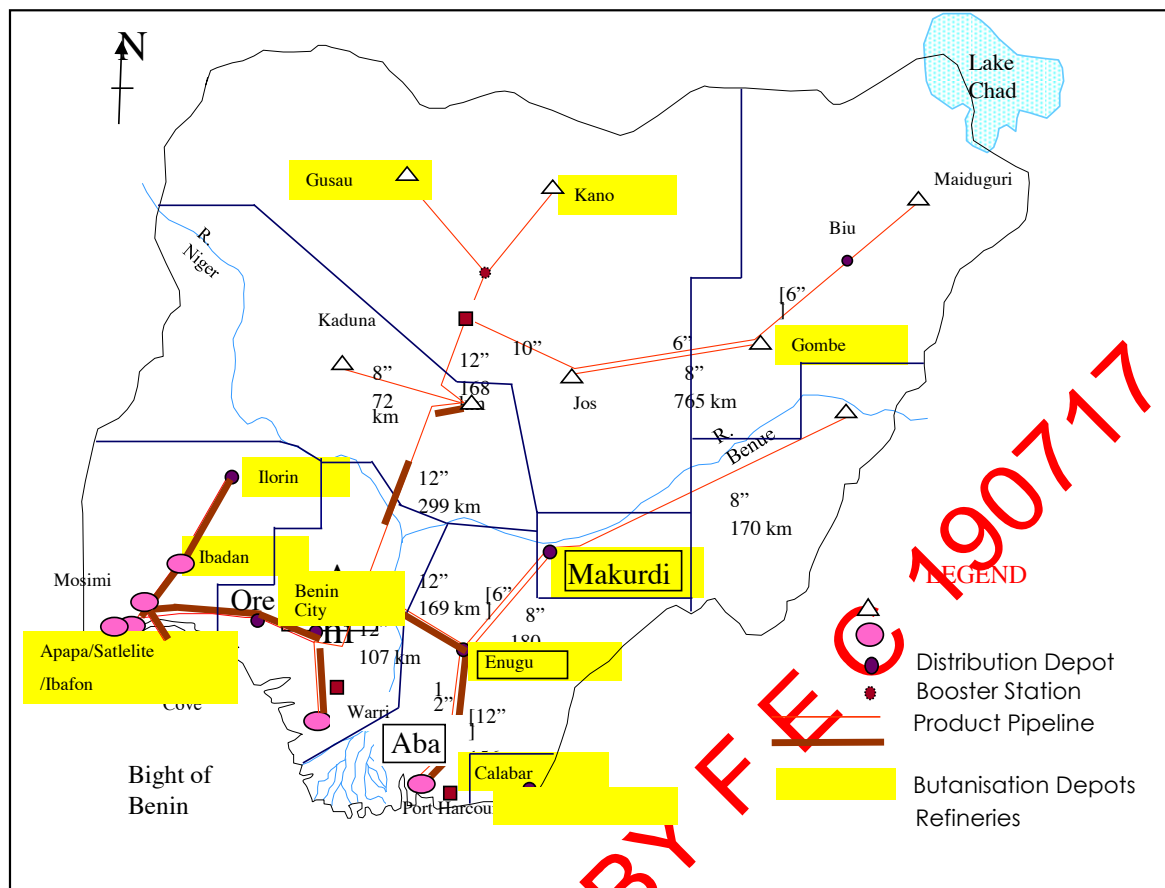 N
Lake
Chad
Gusau
Kano
Maiduguri
Biu
R.
Niger
[6”
]
Kaduna
Gombe
12”
10”
6”
8”
168
8”
72
km
Jos
765 km
R.
Benue
12”
299 km
Ilorin
8”
170 km
Ibadan
Mosimi
Makurdi
Benin
City
Ore
12”
169 km
[6”
]
8”
180
12”
107 km
Enugu
Apapa/Satlelite
/Ibafon
Cove
Warri
1
2”
[12”
]
Aba
Calabar
Bight of
Benin
Port Harcour
LEGEND
Distribution Depot
Booster Station
Product Pipeline
Butanisation Depots
Refineries
BY F E C 190717